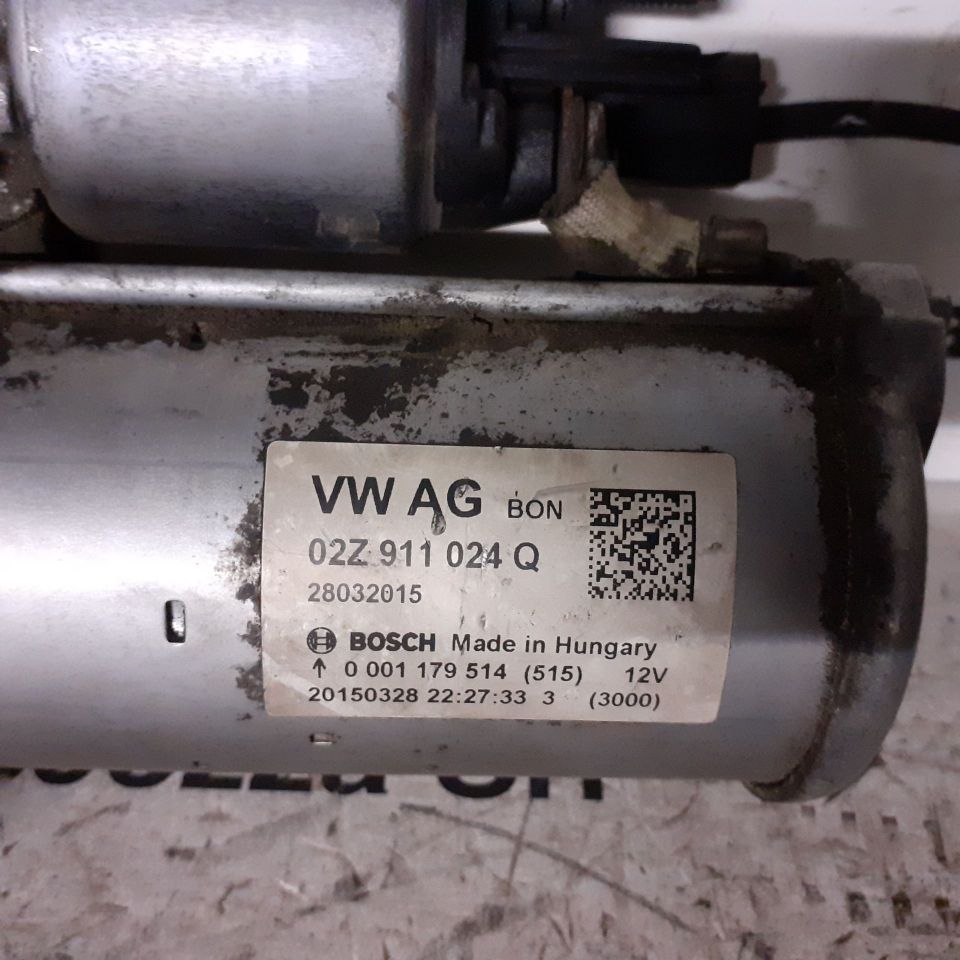 VW AG BON
02Z 911 024 Q
28032015
BOSCH Made in Hungary
↑ 0 001 179 514 (515) 12V
20150328 22:27:33 3 (3000)